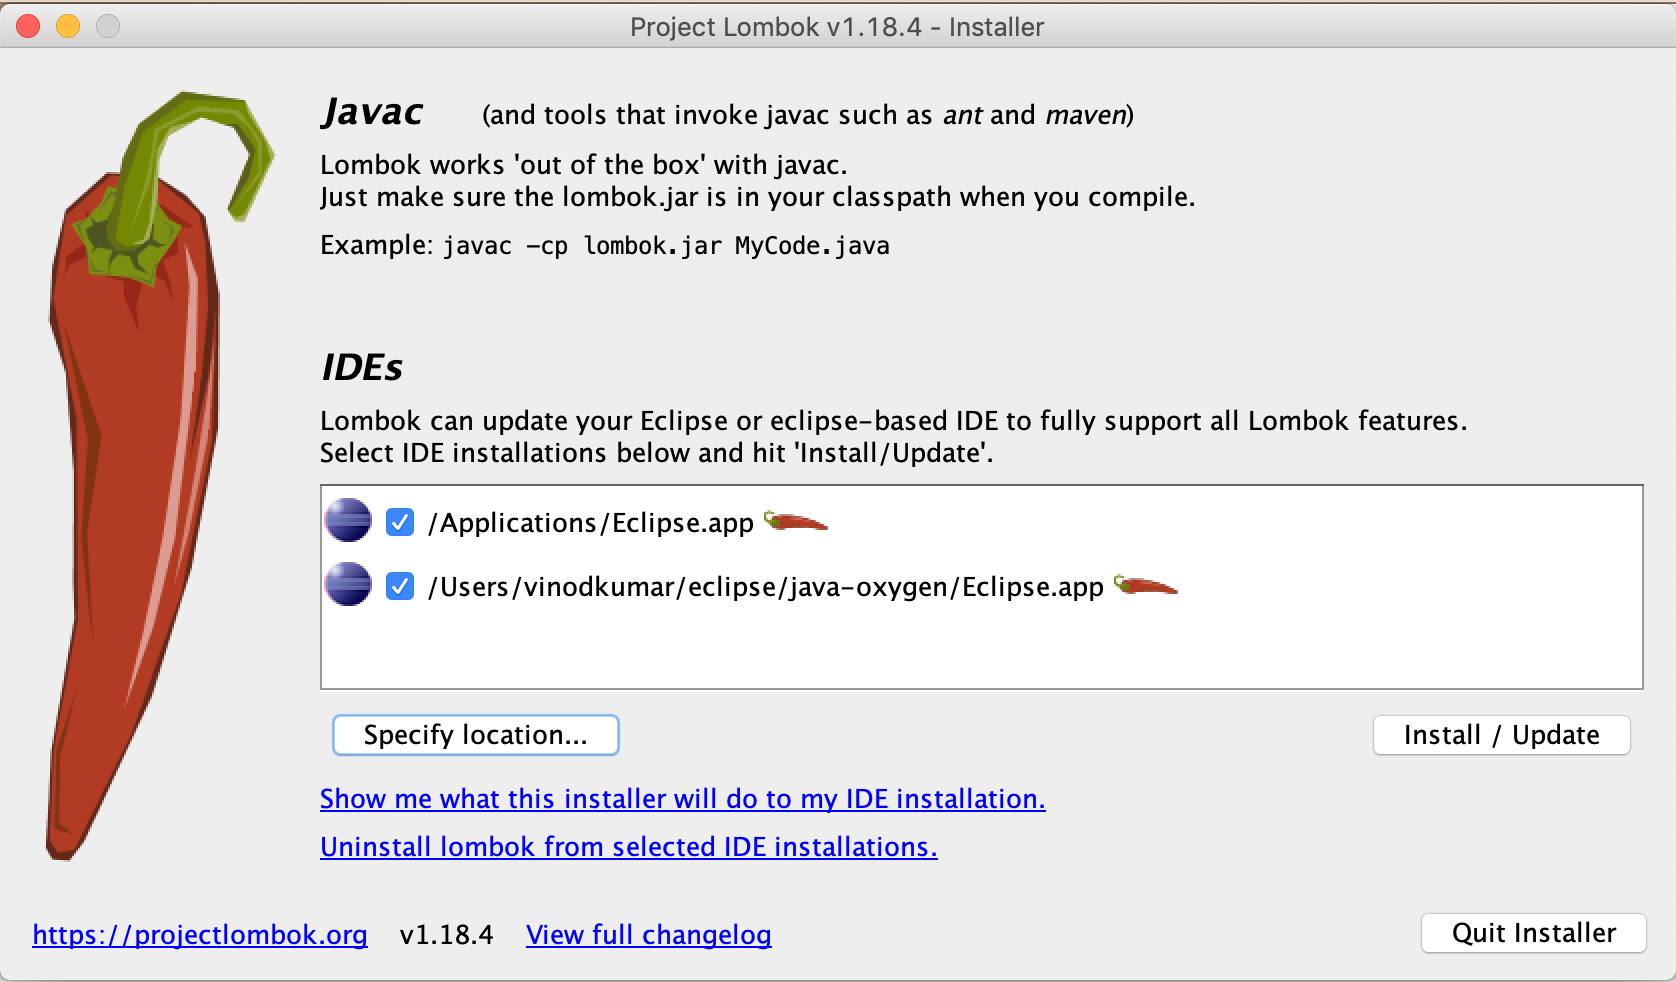 Project Lombok v1.18.4 - Installer
Javac (and tools that invoke javac such as ant and maven)
Lombok works 'out of the box' with javac.
Just make sure the lombok.jar is in your classpath when you compile.
Example: javac -cp lombok.jar MyCode.java
IDEs
Lombok can update your Eclipse or eclipse-based IDE to fully support all Lombok features.
Select IDE installations below and hit 'Install/Update'.
/Applications/Eclipse.app
/Users/vinodkumar/eclipse/java-oxygen/Eclipse.app
Specify location... Install / Update
Show me what this installer will do to my IDE installation.
Uninstall lombok from selected IDE installations.
https://projectlombok.org v1.18.4 View full changelog Quit Installer